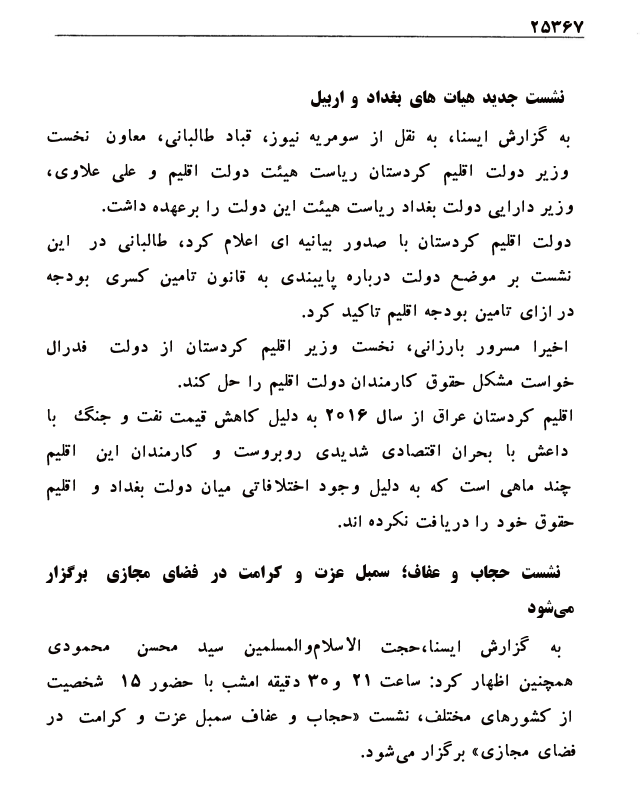 ۲۵۳۶۷
نشست جدید هیات های بغداد و اربیل
به گزارش ایسنا، به نقل از سومریه نیوز، قباد طالبانی، معاون نخست
وزیر دولت اقلیم کردستان ریاست هیئت دولت اقلیم و علی علاوی،
وزیر دارایی دولت بغداد ریاست هیئت این دولت را برعهده داشت.
دولت اقلیم کردستان با صدور بیانیه ای اعلام کرد، طالبانی در این
نشست بر موضع دولت درباره پایبندی به قانون تامین کسری بودجه
در ازای تامین بودجه اقلیم تاکید کرد.
اخیرا مسرور بارزانی، نخست وزیر اقلیم کردستان از دولت فدرال
خواست مشکل حقوق کارمندان دولت اقلیم را حل کند.
اقلیم کردستان عراق از سال ۲۰۱۶ به دلیل کاهش قیمت نفت و جنگ با
داعش با بحران اقتصادی شدیدی روبروست و کارمندان این اقلیم
چند ماهی است که به دلیل وجود اختلافاتی میان دولت بغداد و اقلیم
حقوق خود را دریافت نکرده اند.
نشست حجاب و عفاف؛ سمبل عزت و کرامت در فضای مجازی برگزار
می‌شود
به گزارش ایسنا،حجت الاسلام‌والمسلمین سید محسن محمودی
همچنین اظهار کرد: ساعت ۲۱ و۳۰ دقیقه امشب با حضور ۱۵ شخصیت
از کشورهای مختلف، نشست «حجاب و عفاف سمبل عزت و کرامت در
فضای مجازی» برگزار می‌شود.